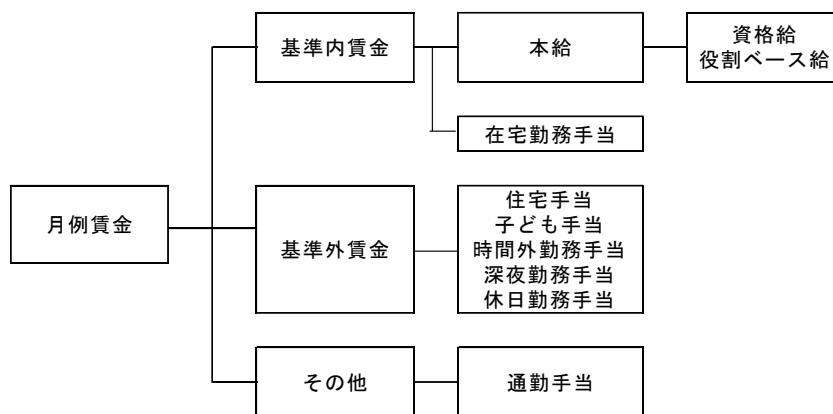 基準内賃金
本給
資格給
役割ベース給
在宅勤務手当
月例賃金
基準外賃金
住宅手当
子ども手当
時間外勤務手当
深夜勤務手当
休日勤務手当
その他
通勤手当